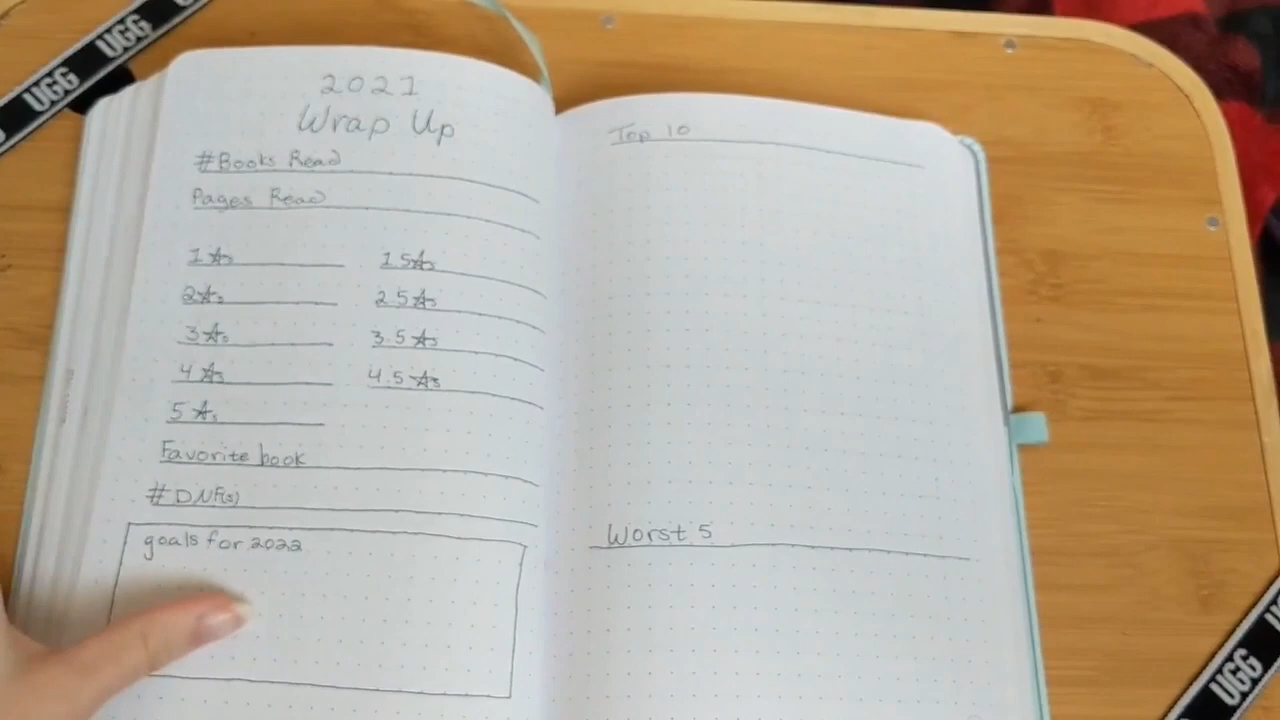 UGG
UGG
2021
Wrap Up
#Books Read
Pages Read
1 ☆s
1.5☆s
2☆s
2.5☆s
3☆s
3.5☆s
4☆s
4.5☆s
5☆s
Favorite book
# DNF(s)
goals for 2022
Top 10
Worst 5
UGG